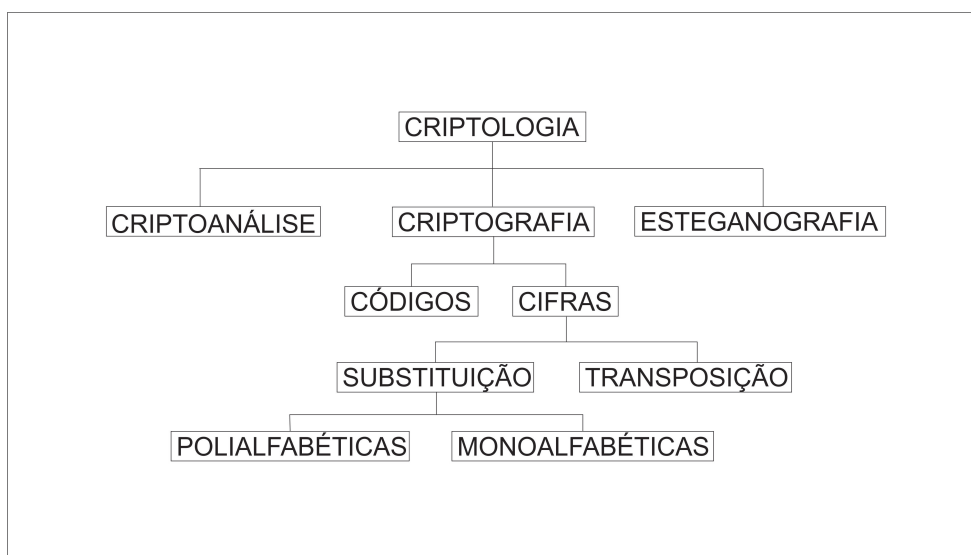 CRIPTOLOGIA
CRIPTOANÁLISE
CRIPTOGRAFIA
ESTEGANOGRAFIA
CÓDIGOS
CIFRAS
SUBSTITUIÇÃO
TRANSPOSIÇÃO
POLIALFABÉTICAS
MONOALFABÉTICAS